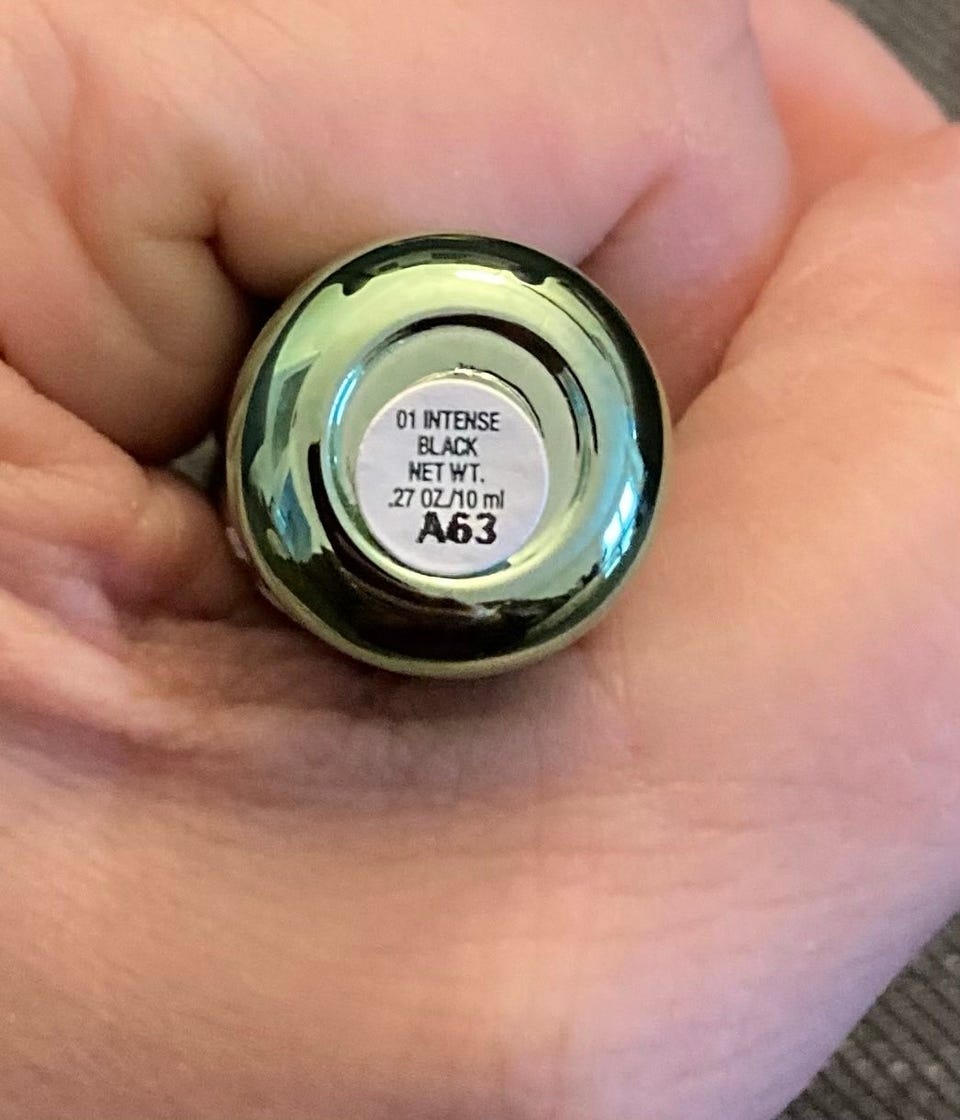 01 INTENSE
BLACK
NET WT.
.27 OZ./10 ml
A63